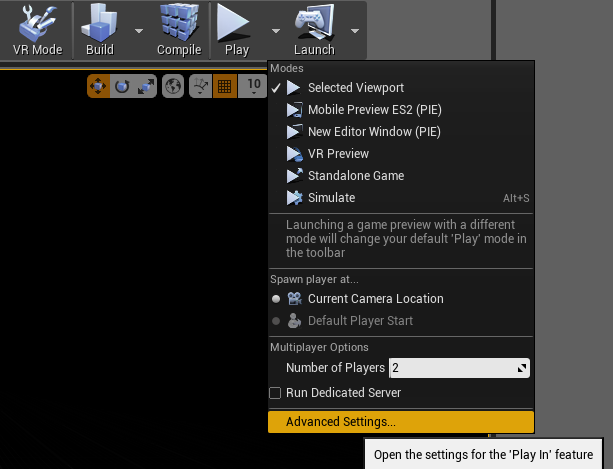 VR Mode Build Compile Play Launch
10
Modes
Selected Viewport
Mobile Preview ES2 (PIE)
New Editor Window (PIE)
VR Preview
Standalone Game
Simulate Alt+S
Launching a game preview with a different
mode will change your default 'Play' mode in
the toolbar
Spawn player at...
Current Camera Location
Default Player Start
Multiplayer Options
Number of Players 2
Run Dedicated Server
Advanced Settings...
Open the settings for the 'Play In' feature